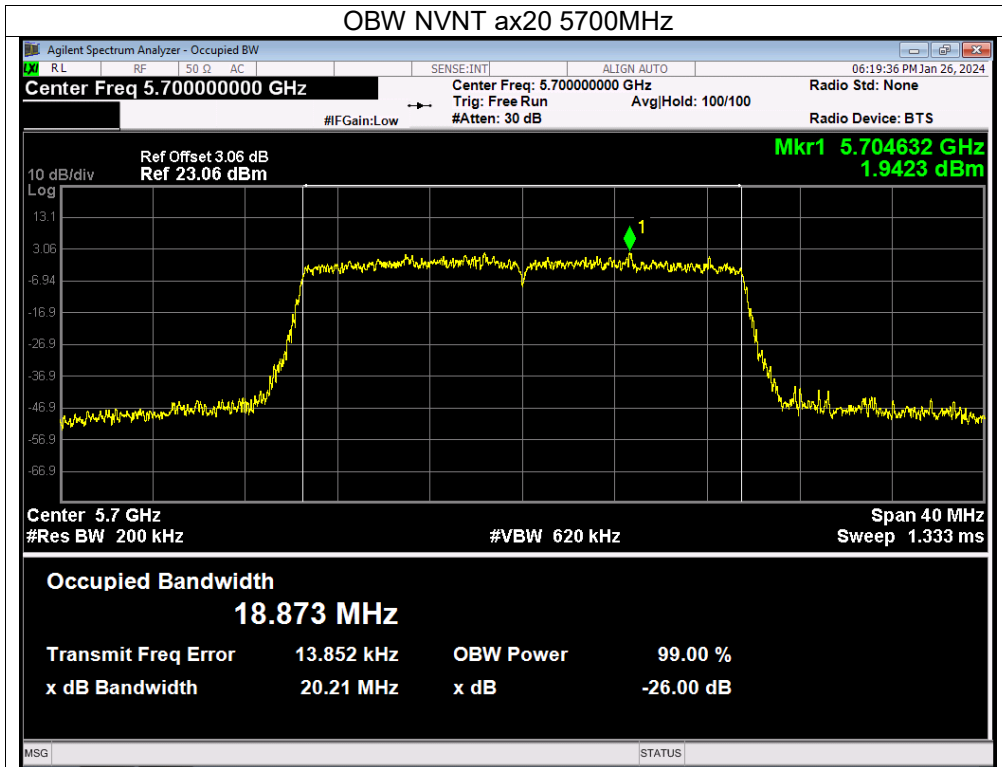 OBW NVNT ax20 5700MHz
Agilent Spectrum Analyzer - Occupied BW
LXI RL RF 50 Ω AC SENSE:INT ALIGN AUTO 06:19:36 PM Jan 26, 2024
Center Freq 5.700000000 GHz
Center Freq: 5.700000000 GHz Radio Std: None
Trig: Free Run Avg|Hold: 100/100
#IFGain:Low #Atten: 30 dB Radio Device: BTS
Mkr1 5.704632 GHz
1.9423 dBm
Ref Offset 3.06 dB
10 dB/div Ref 23.06 dBm
Log
13.1
1
3.06
-6.94
-16.9
-26.9
-36.9
-46.9
-56.9
-66.9
Center 5.7 GHz Span 40 MHz
#Res BW 200 kHz #VBW 620 kHz Sweep 1.333 ms
Occupied Bandwidth
18.873 MHz
Transmit Freq Error 13.852 kHz OBW Power 99.00 %
x dB Bandwidth 20.21 MHz x dB -26.00 dB
MSG STATUS